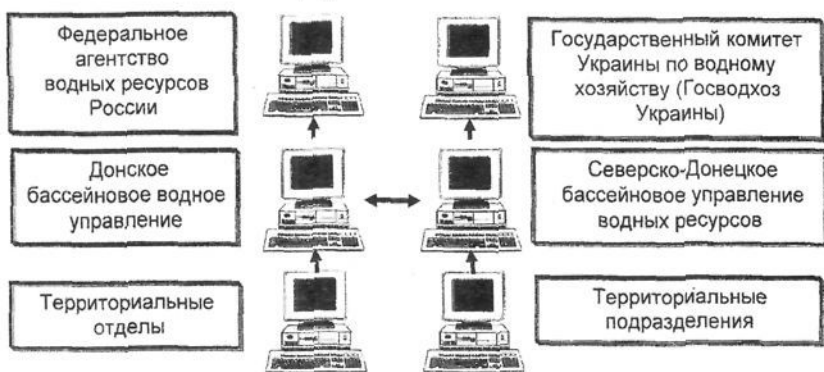 Федеральное
агентство
водных ресурсов
России
Государственный комитет
Украины по водному
хозяйству (Госводхоз
Украины)
Донское
бассейновое водное
управление
Северско-Донецкое
бассейновое управление
водных ресурсов
Территориальные
отделы
Территориальные
подразделения